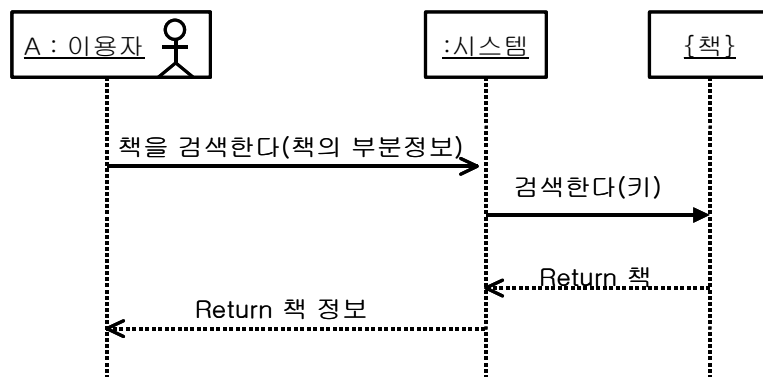 A : 이용자
:시스템
{책}
책을 검색한다(책의 부분정보)
검색한다(키)
Return 책
Return 책 정보